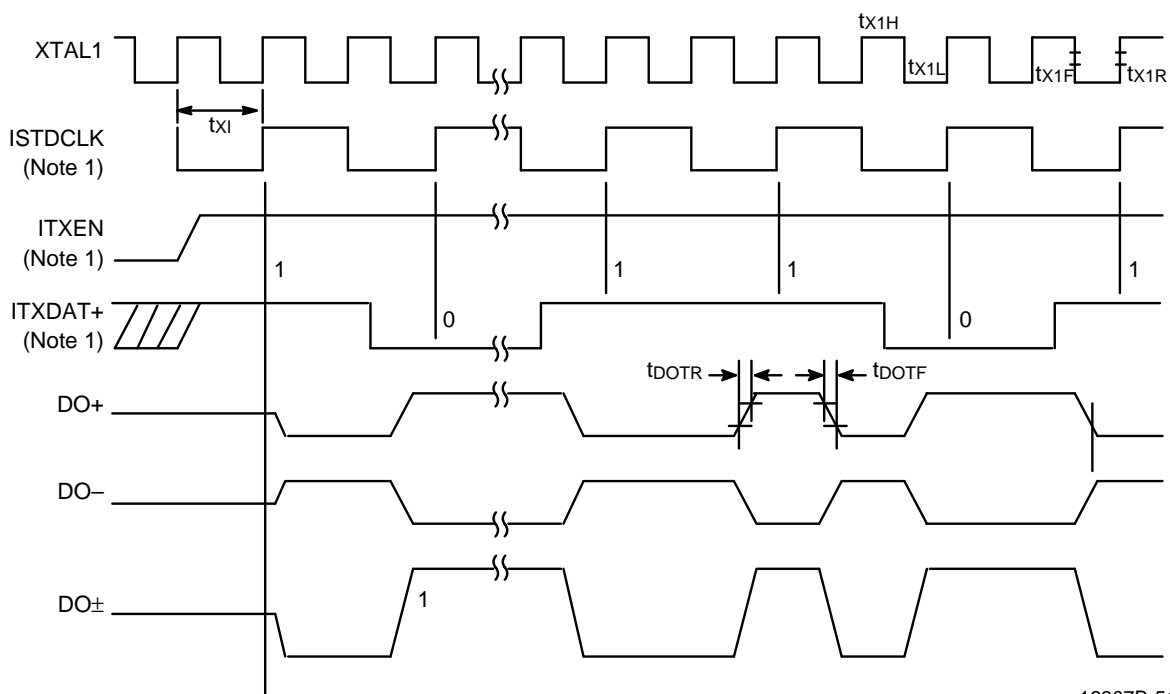 tX1H
XTAL1
tX1L
tX1F
tX1R
tXI
ISTDCLK
(Note 1)
ITXEN
(Note 1)
1
1
1
1
ITXDAT+
(Note 1)
0
0
tDOTR
tDOTF
DO+
DO–
DO±
1